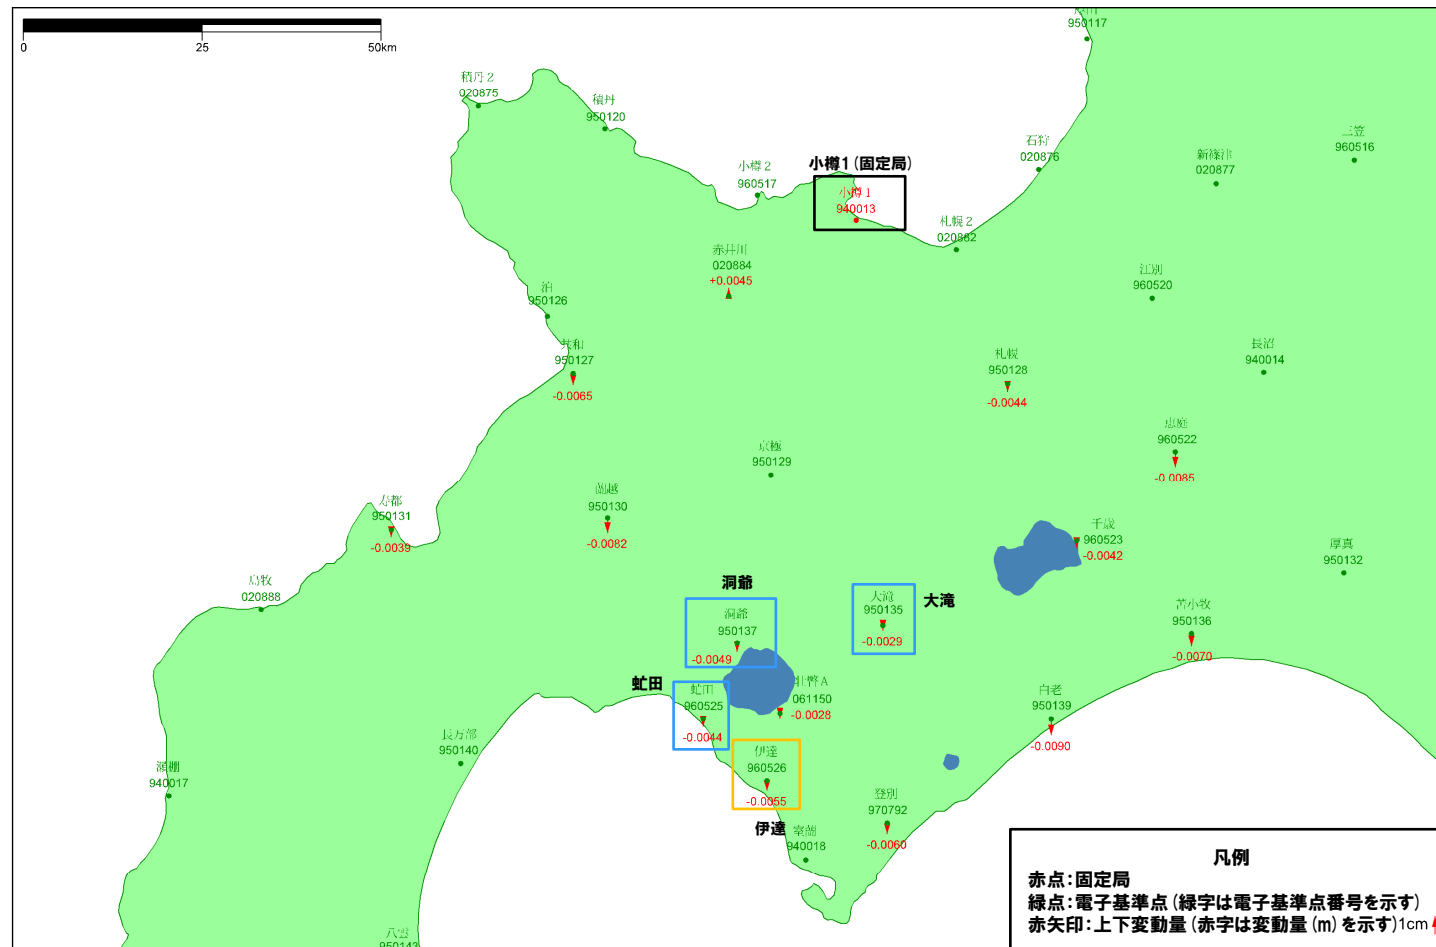 0
25
50km
950117
積丹2
020875
積丹
950120
小樽2
960517
小樽1(固定局)
小樽1
940013
石狩
020876
新篠津
020877
三笠
960516
札幌2
020882
赤井川
020884
+0.0045
泊
950126
江別
960520
共和
950127
-0.0065
札幌
950128
-0.0044
長沼
940014
恵庭
960522
-0.0085
京極
950129
蘭越
950130
-0.0082
寿都
950131
-0.0039
千歳
960523
-0.0042
厚真
950132
島牧
020888
洞爺
洞爺
950137
-0.0049
大滝
950135
-0.0029
大滝
苫小牧
950136
-0.0070
虻田
虻田
960525
-0.0044
壮瞥A
061150
-0.0028
白老
950139
-0.0090
長万部
950140
瀬棚
940017
伊達
960526
-0.0055
伊達
室蘭
940018
登別
970792
-0.0060
八雲
950143
凡例
赤点:固定局
緑点:電子基準点(緑字は電子基準点番号を示す)
赤矢印:上下変動量(赤字は変動量(m)を示す)1cm